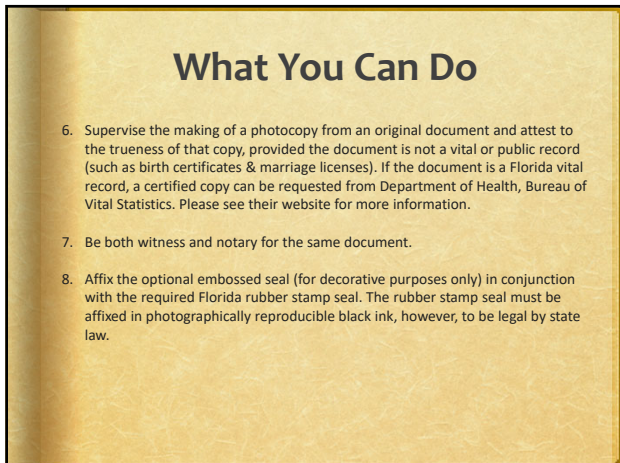 What You Can Do
6. Supervise the making of a photocopy from an original document and attest to
the trueness of that copy, provided the document is not a vital or public record
(such as birth certificates & marriage licenses). If the document is a Florida vital
record, a certified copy can be requested from Department of Health, Bureau of
Vital Statistics. Please see their website for more information.
7. Be both witness and notary for the same document.
8. Affix the optional embossed seal (for decorative purposes only) in conjunction
with the required Florida rubber stamp seal. The rubber stamp seal must be
affixed in photographically reproducible black ink, however, to be legal by state
law.